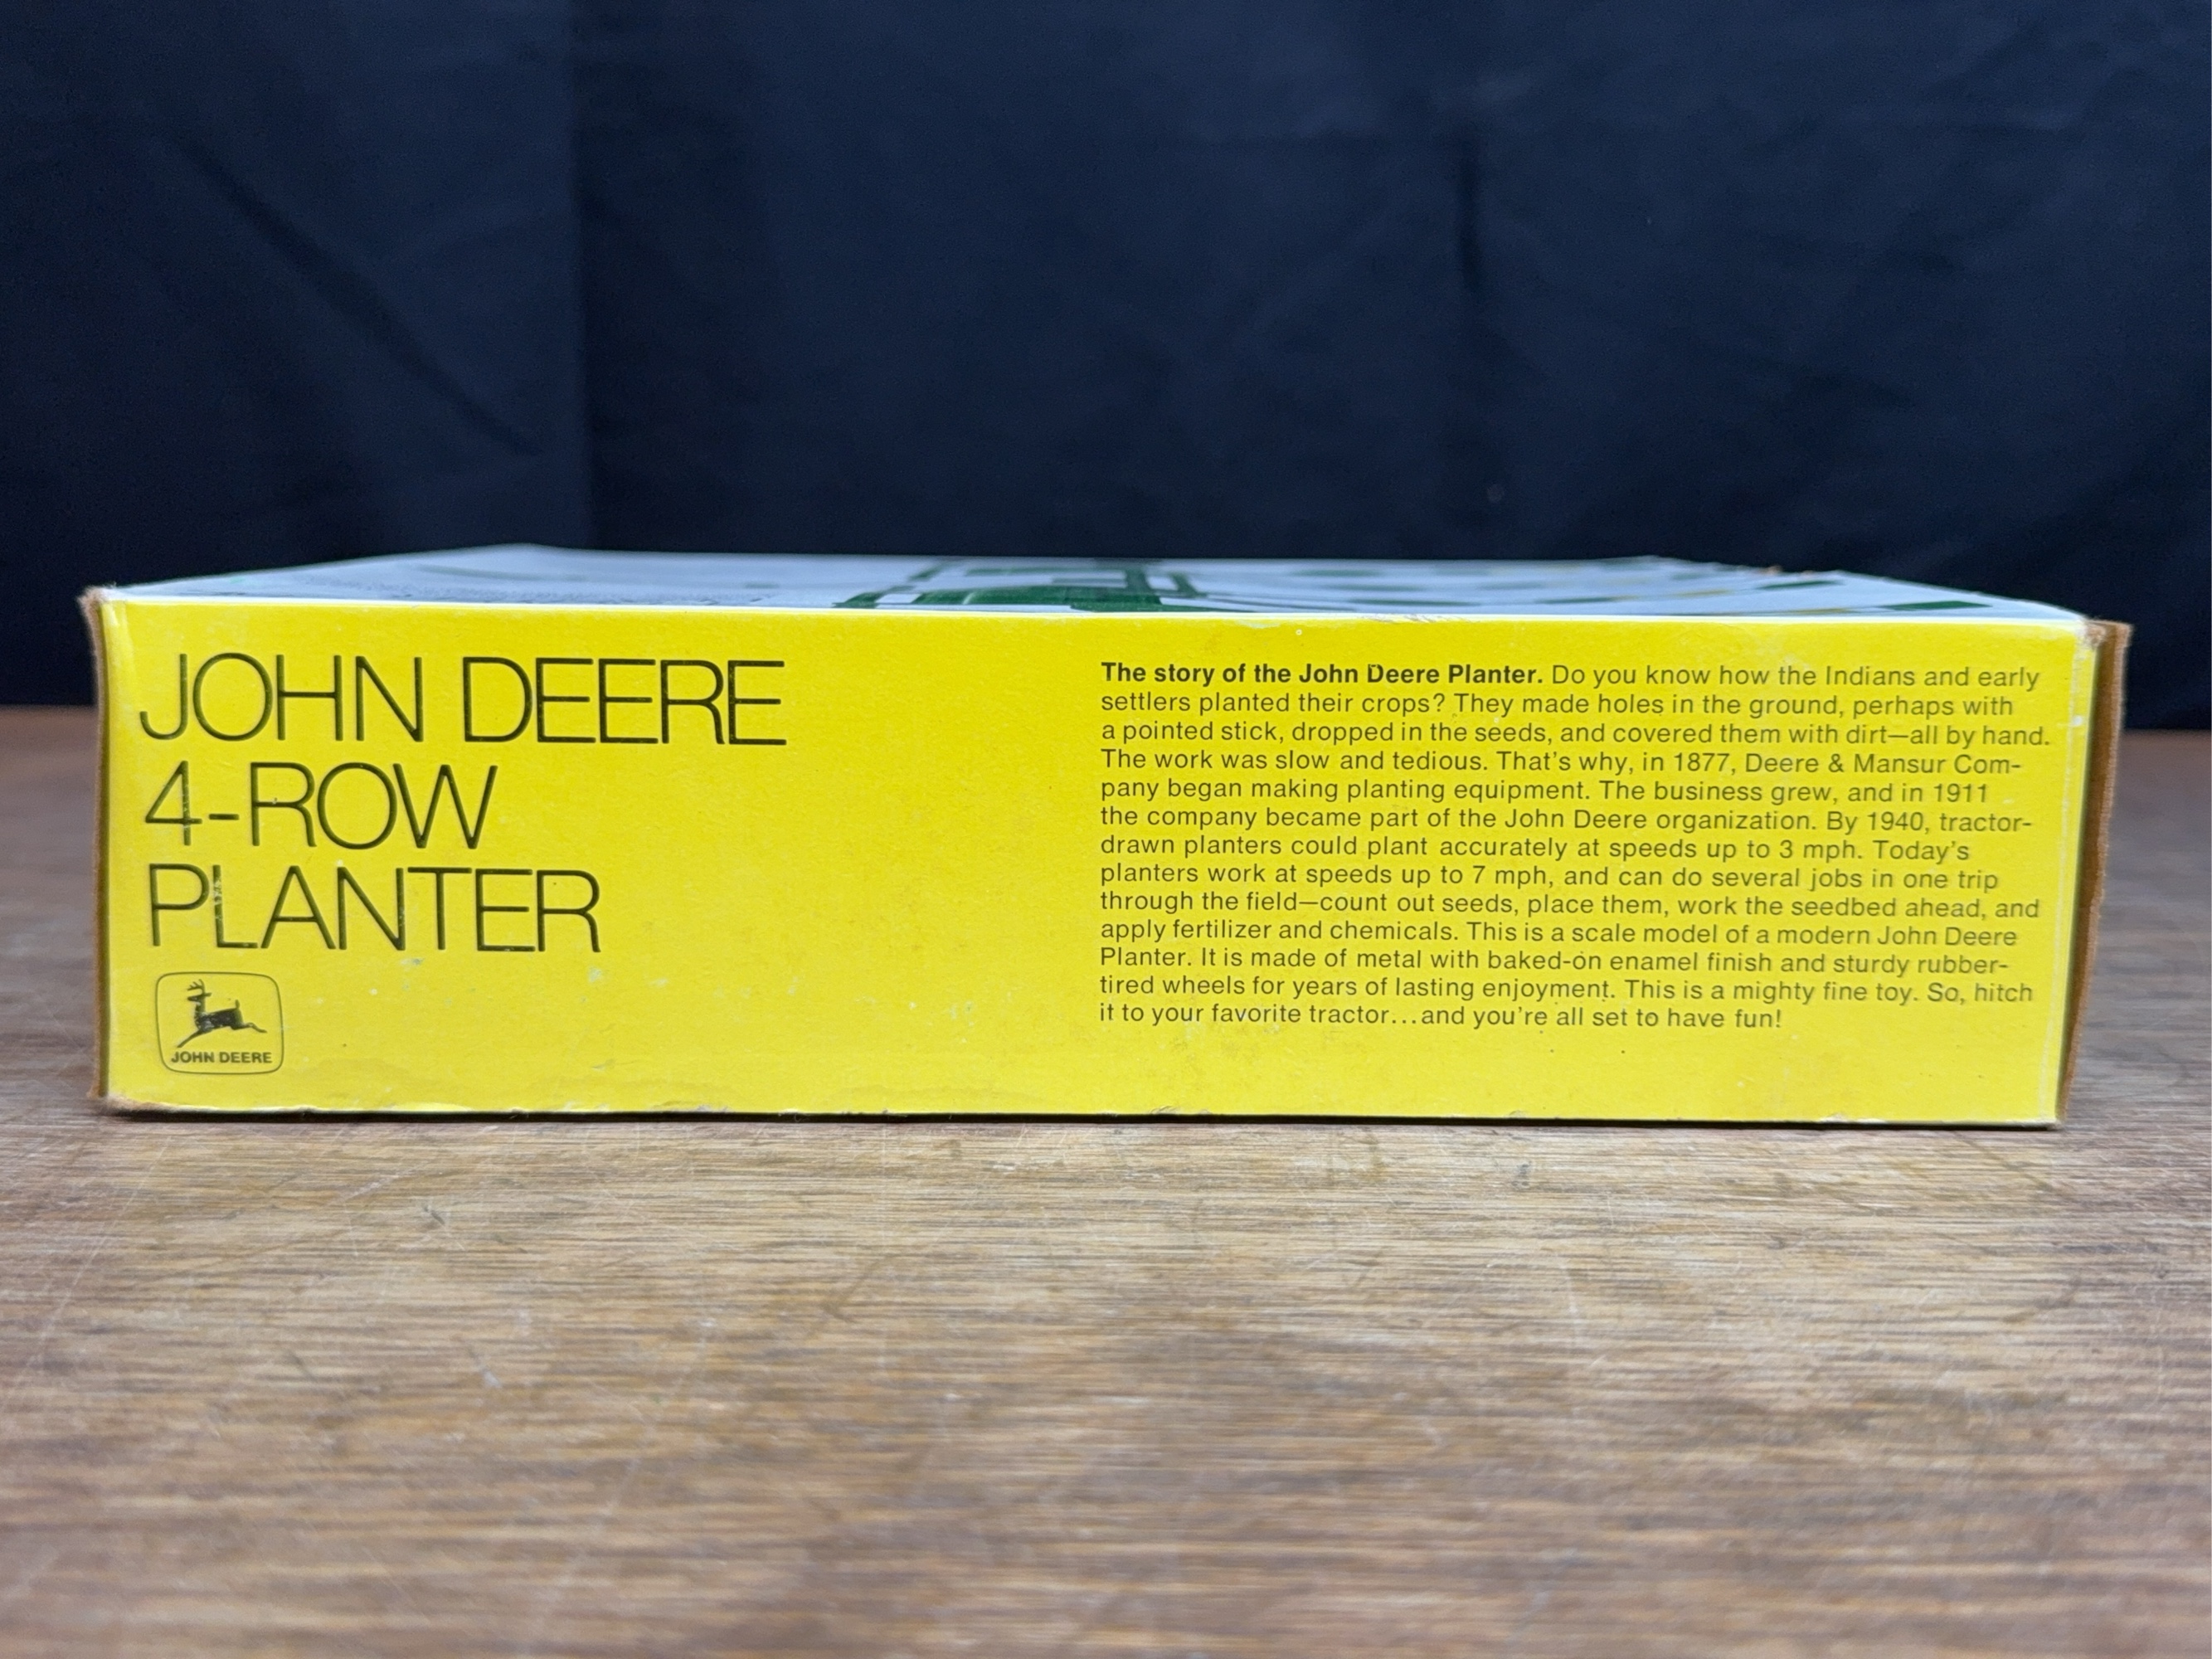 JOHN DEERE
4-ROW
PLANTER
JOHN DEERE
The story of the John Deere Planter. Do you know how the Indians and early
settlers planted their crops? They made holes in the ground, perhaps with
a pointed stick, dropped in the seeds, and covered them with dirt—all by hand.
The work was slow and tedious. That's why, in 1877, Deere & Mansur Com-
pany began making planting equipment. The business grew, and in 1911
the company became part of the John Deere organization. By 1940, tractor-
drawn planters could plant accurately at speeds up to 3 mph. Today's
planters work at speeds up to 7 mph, and can do several jobs in one trip
through the field—count out seeds, place them, work the seedbed ahead, and
apply fertilizer and chemicals. This is a scale model of a modern John Deere
Planter. It is made of metal with baked-on enamel finish and sturdy rubber-
tired wheels for years of lasting enjoyment. This is a mighty fine toy. So, hitch
it to your favorite tractor...and you're all set to have fun!